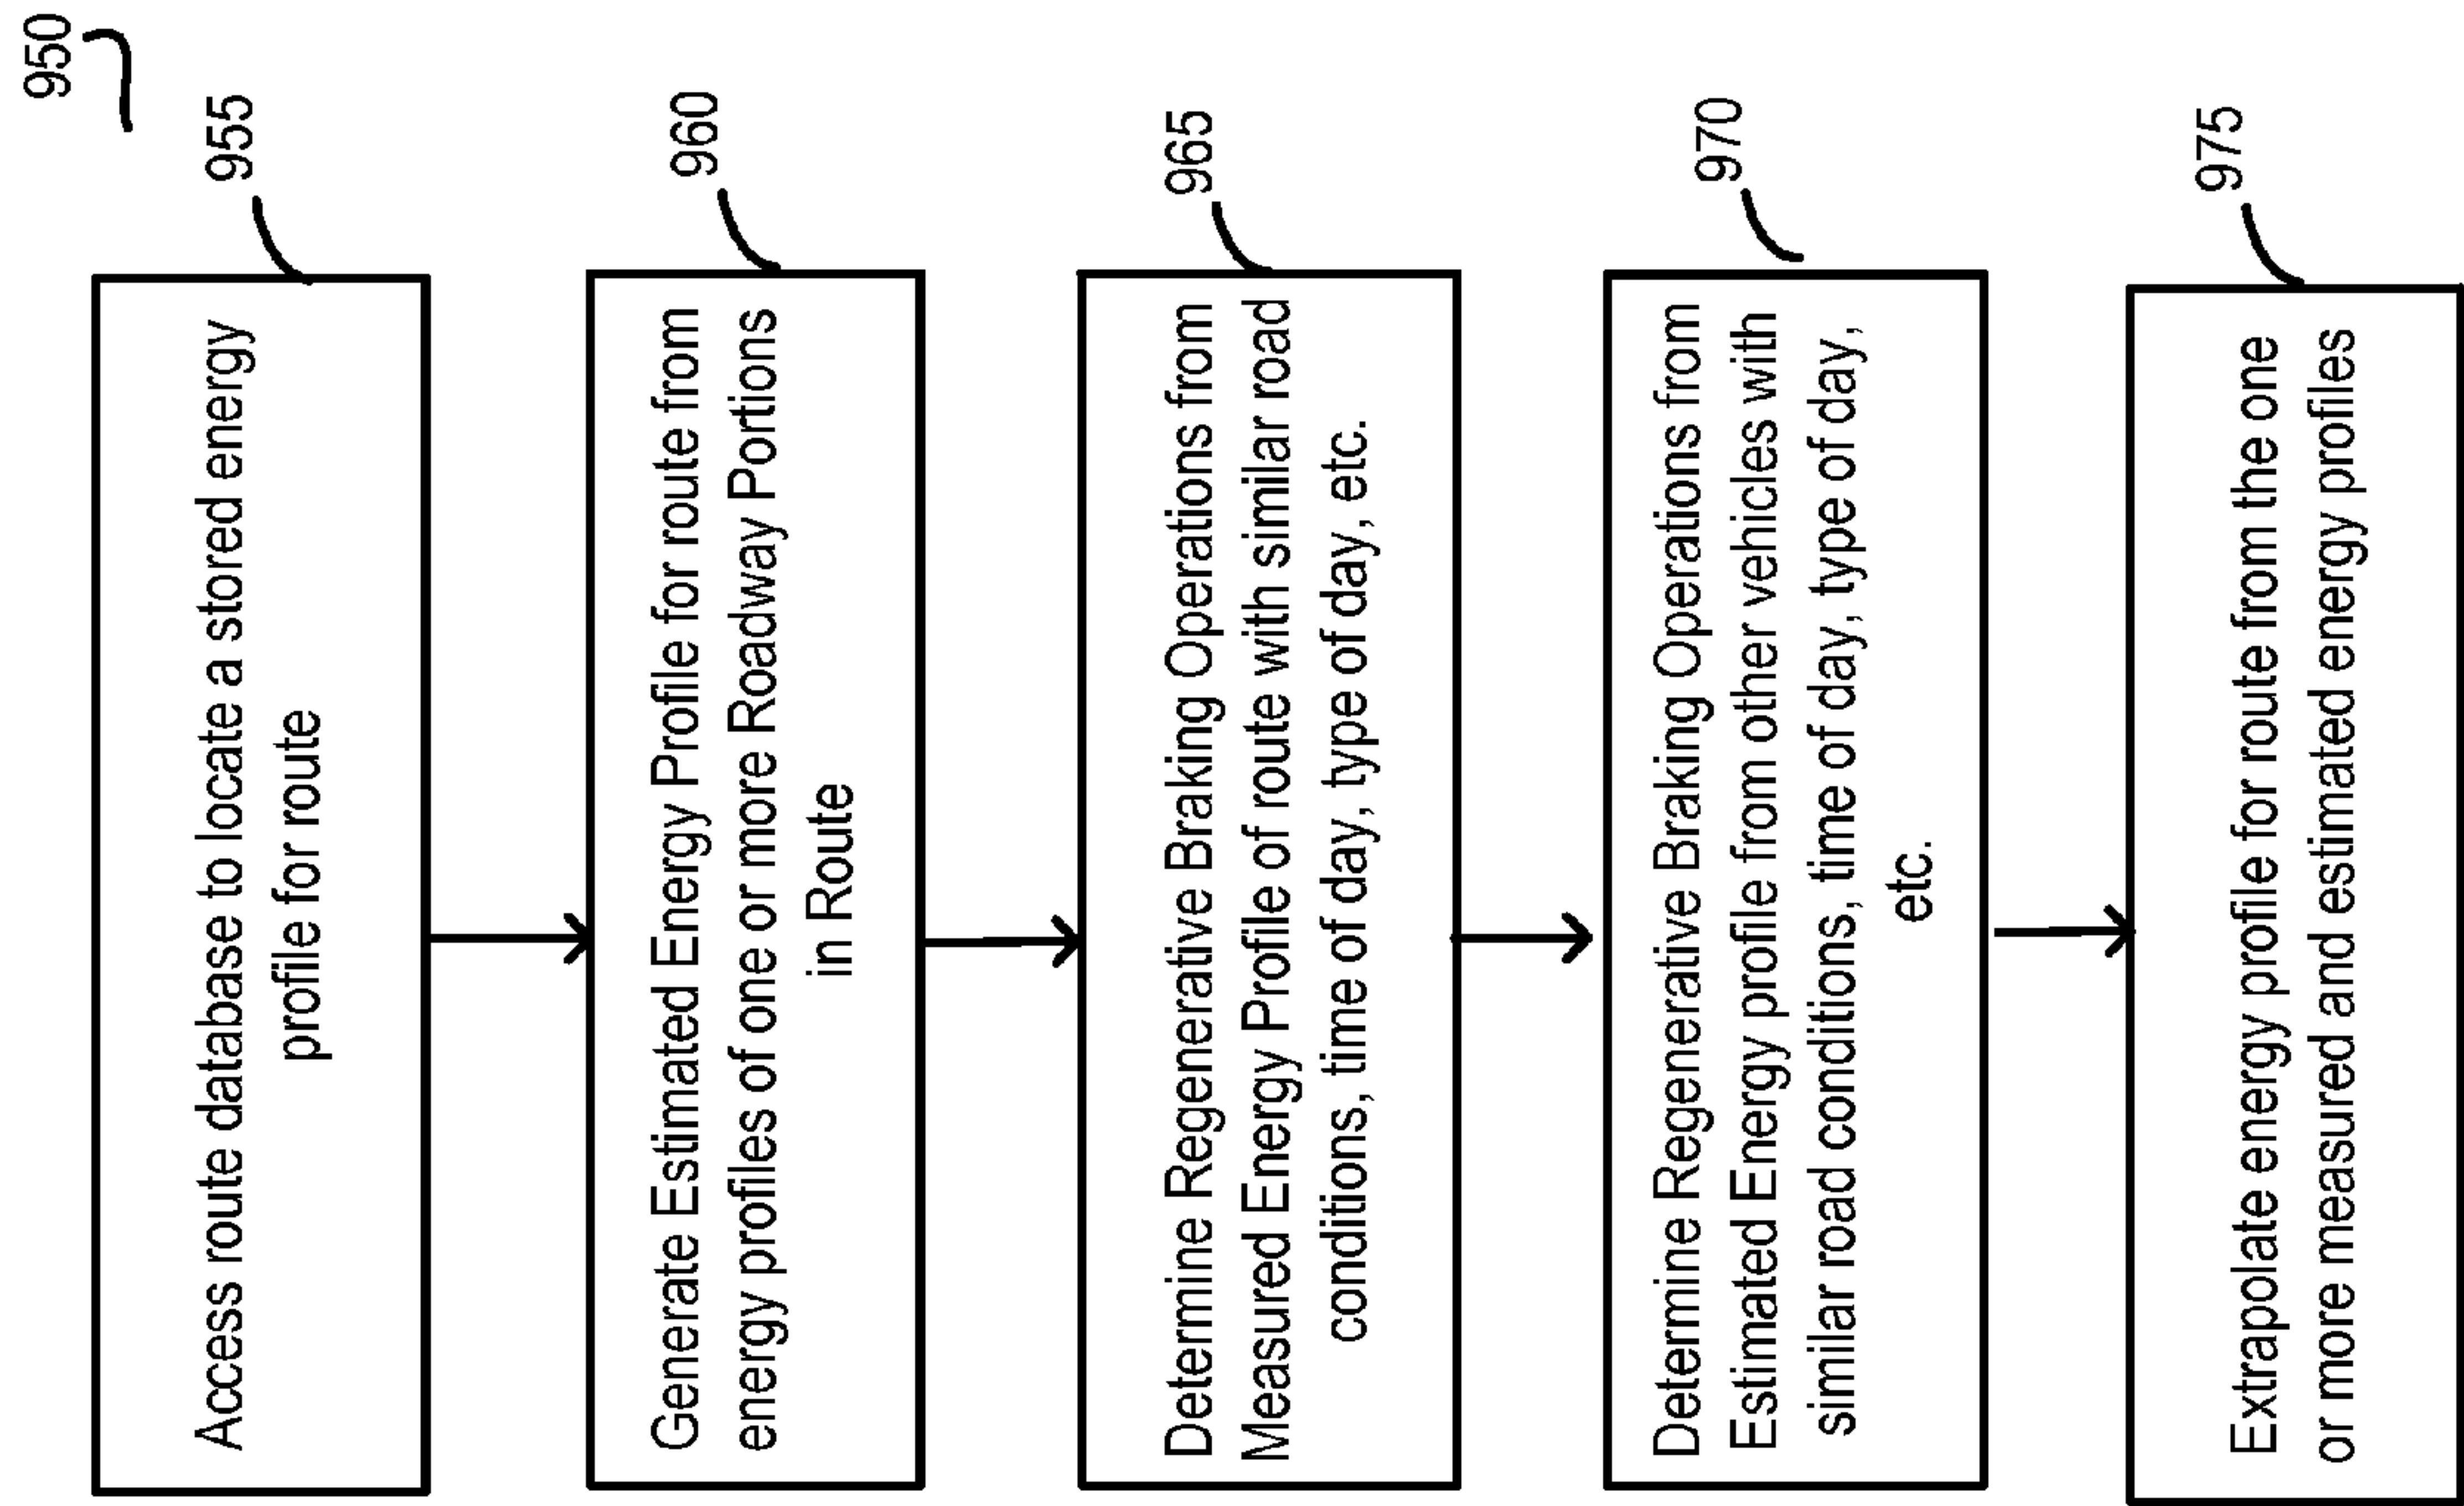 950
955
Access route database to locate a stored energy
profile for route
960
Generate Estimated Energy Profile for route from
energy profiles of one or more Roadway Portions
in Route
965
Determine Regenerative Braking Operations from
Measured Energy Profile of route with similar road
conditions, time of day, type of day, etc.
970
Determine Regenerative Braking Operations from
Estimated Energy profile from other vehicles with
similar road conditions, time of day, type of day,
etc.
975
Extrapolate energy profile for route from the one
or more measured and estimated energy profiles